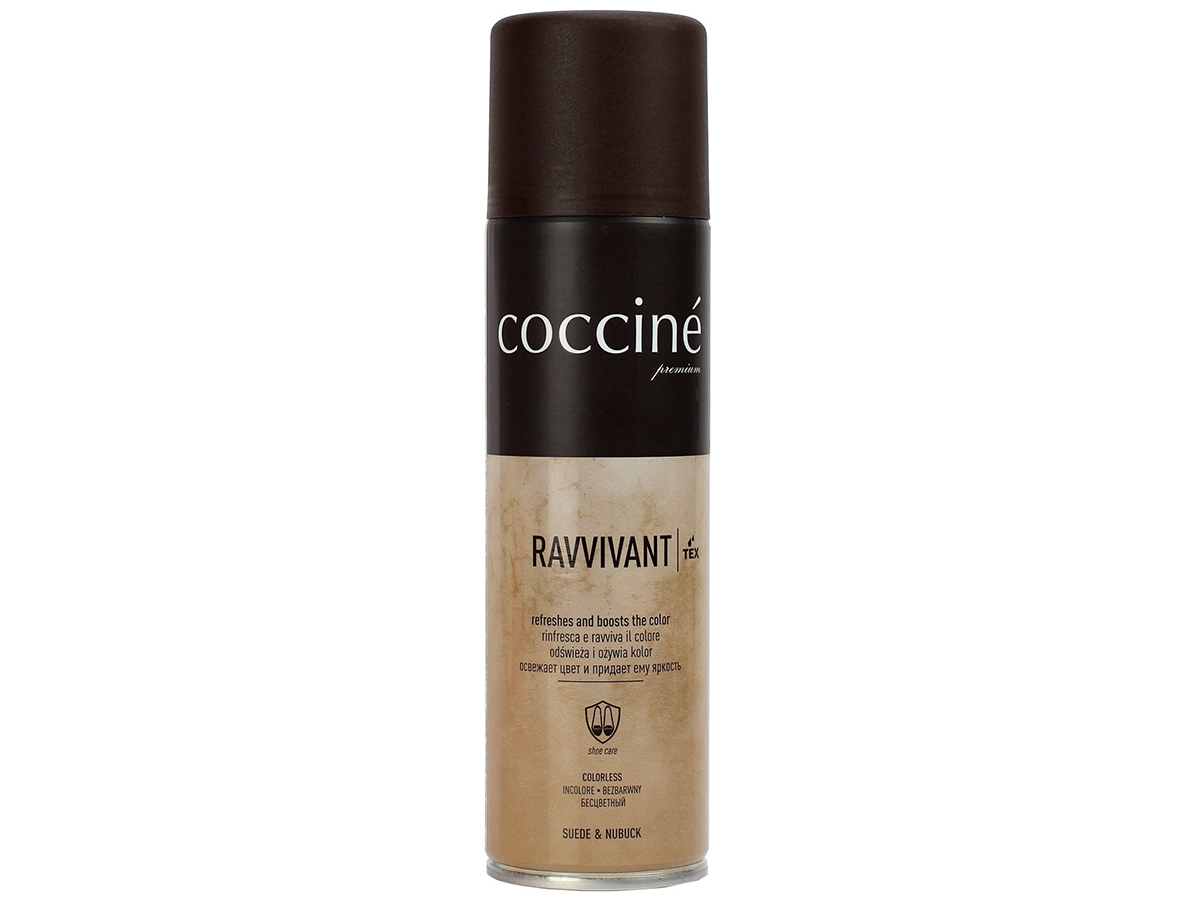 cocciné
premium
RAVVIVANT | TEX
refreshes and boosts the color
rinfresca e ravviva il colore
odświeża i ożywia kolor
освежает цвет и придает ему яркость
shoe care
COLORLESS
INCOLORE • BEZBARWNY
БЕСЦВЕТНЫЙ
SUEDE & NUBUCK